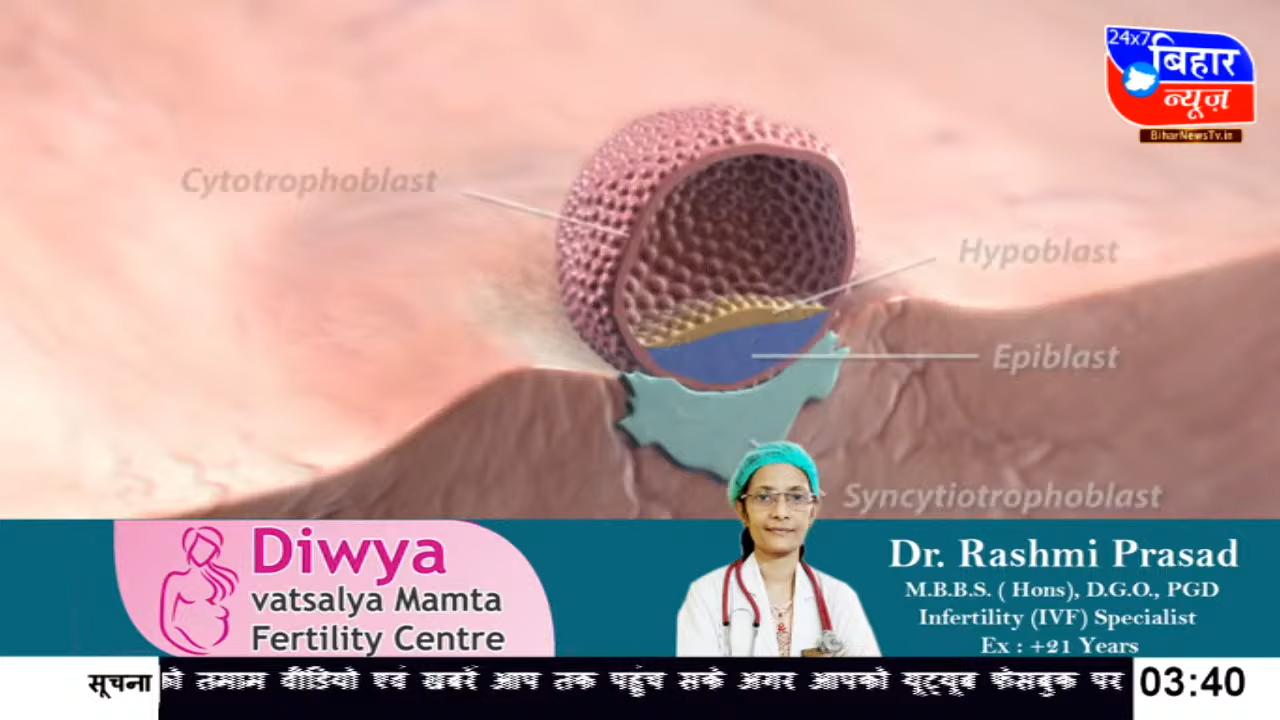 24x7
बिहार
न्यूज़
BiharNewsTv.in
Cytotrophoblast
Hypoblast
Epiblast
Syncytiotrophoblast
Diwya
vatsalya Mamta
Fertility Centre
Dr. Rashmi Prasad
M.B.B.S. ( Hons), D.G.O., PGD
Infertility (IVF) Specialist
Ex : +21 Years
सूचना
तमाम वीडियो एवं खबरें आप तक पहुंच सके अगर आपको यूट्यूब फेसबुक पर
03:40